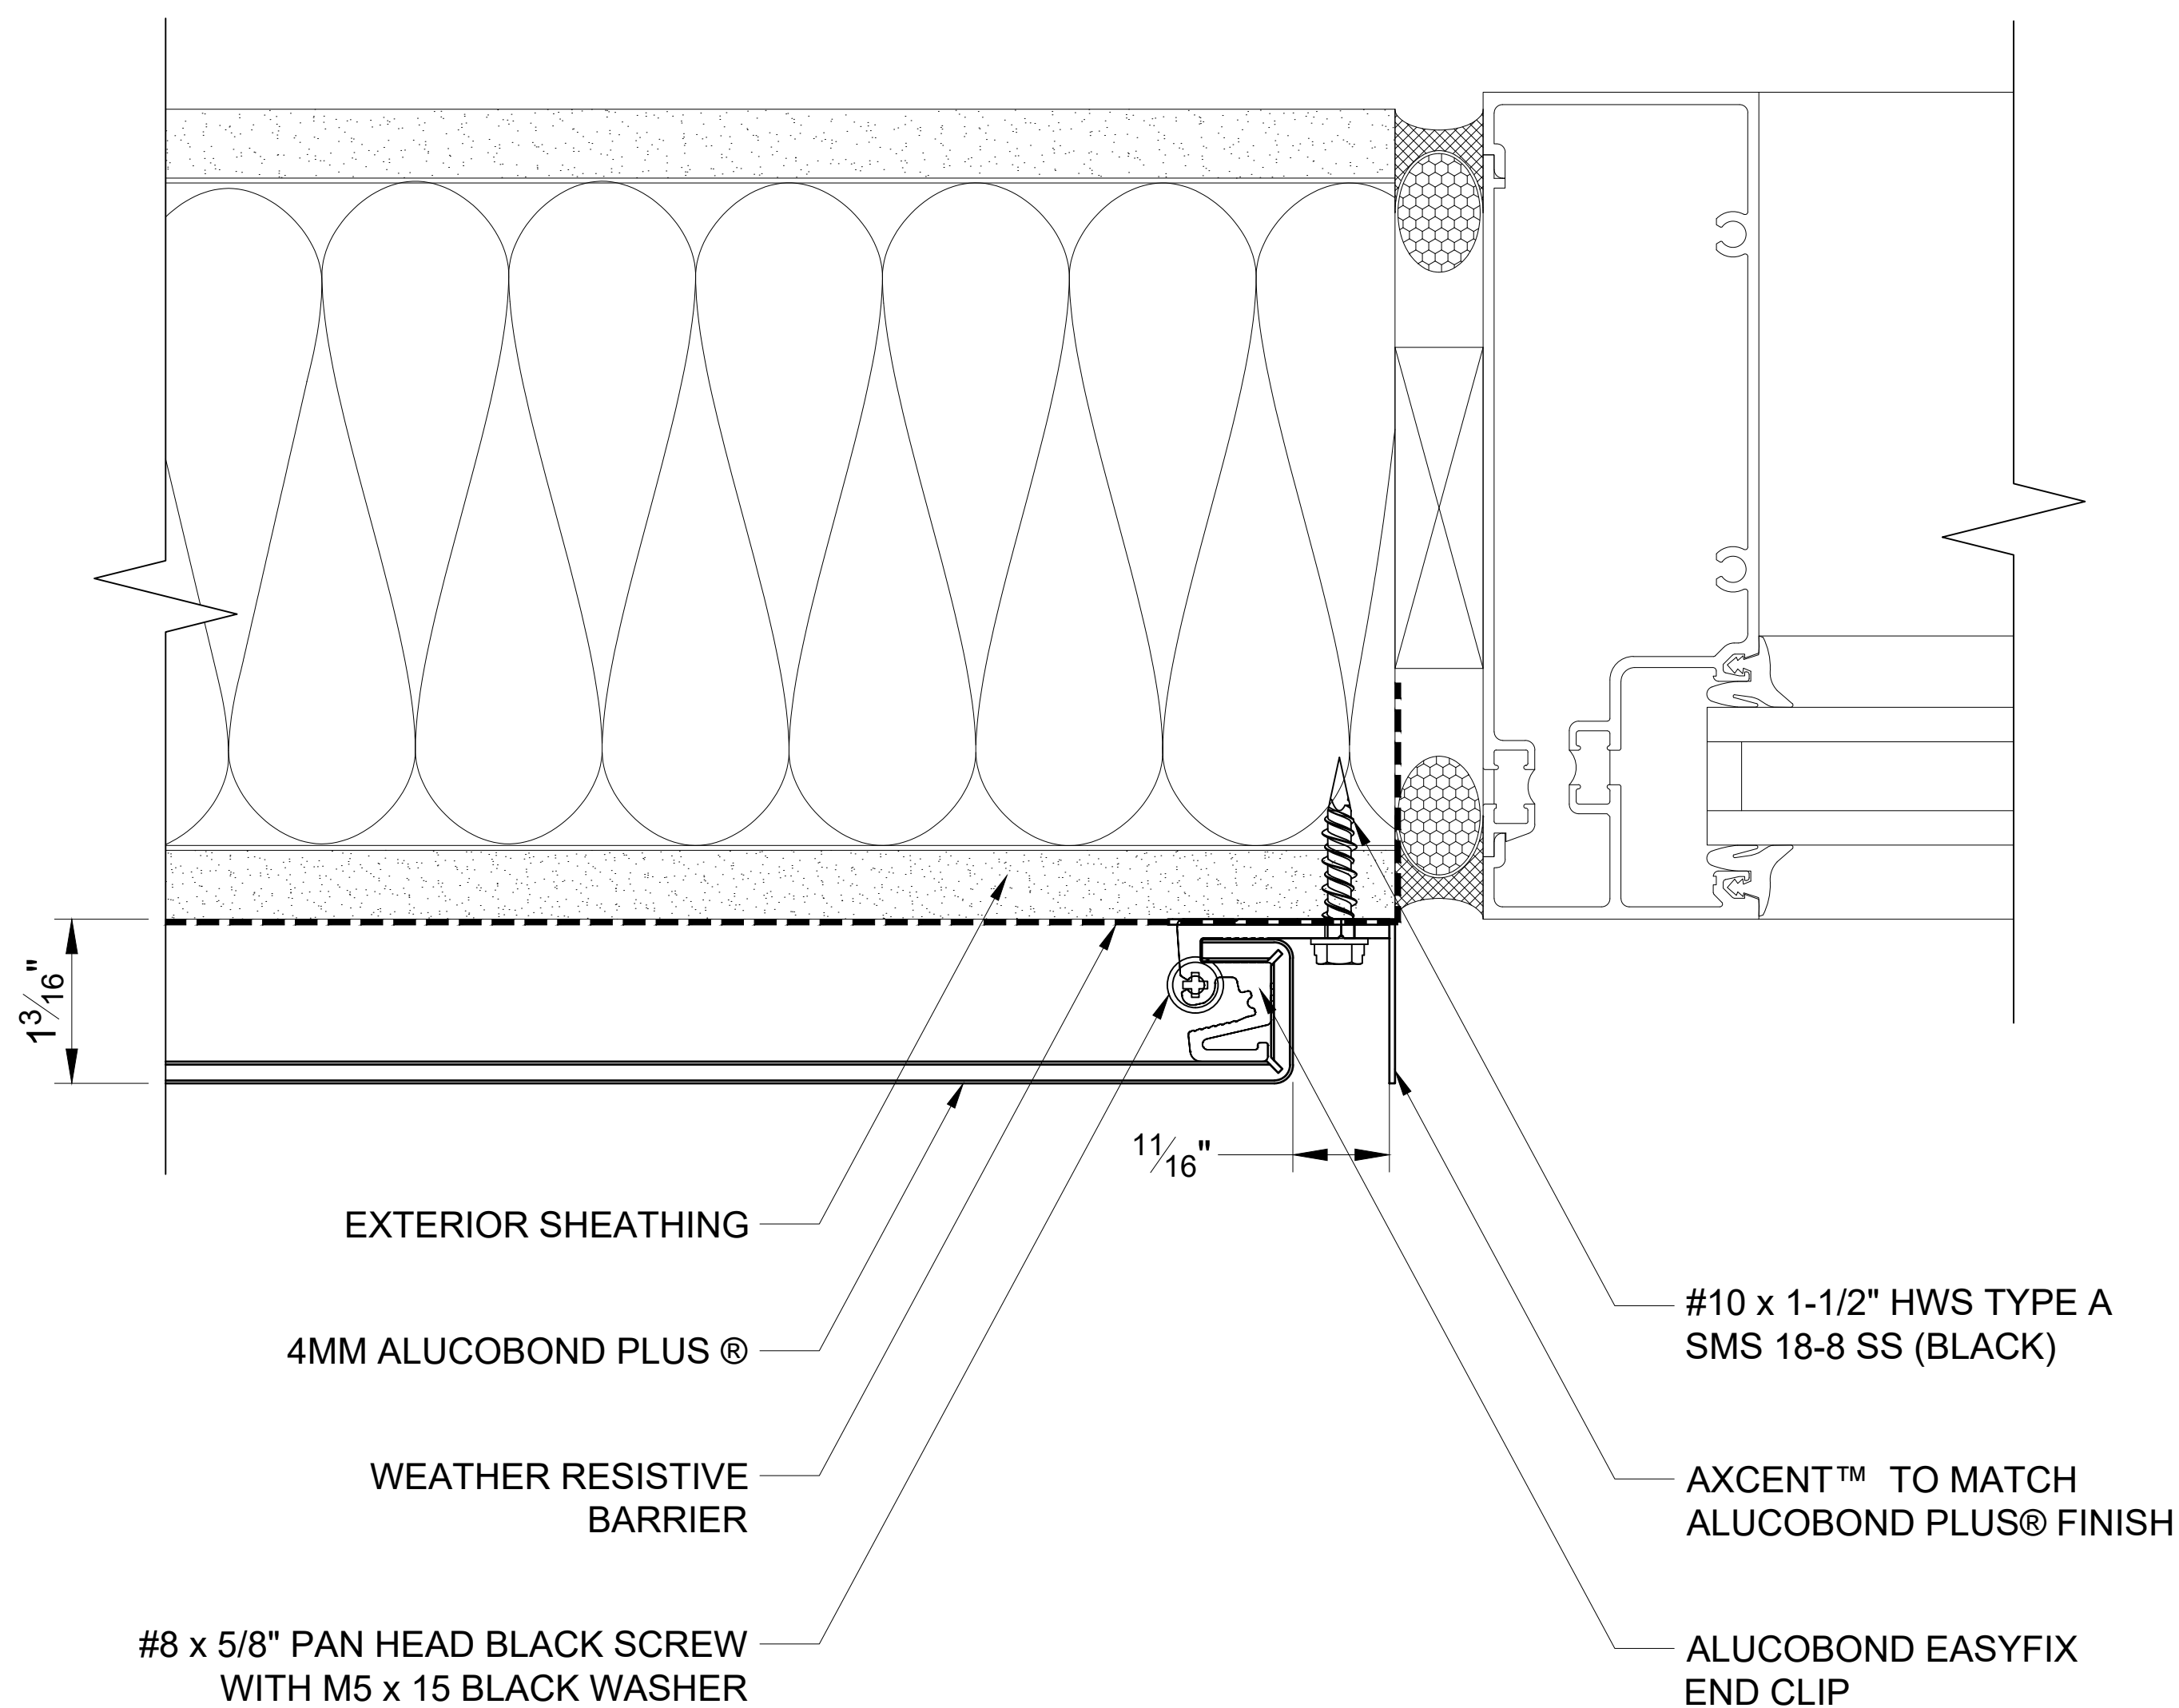 1 3/16"
11/16"
EXTERIOR SHEATHING
4MM ALUCOBOND PLUS ®
WEATHER RESISTIVE
BARRIER
#8 x 5/8" PAN HEAD BLACK SCREW
WITH M5 x 15 BLACK WASHER
#10 x 1-1/2" HWS TYPE A
SMS 18-8 SS (BLACK)
AXCENT™ TO MATCH
ALUCOBOND PLUS® FINISH
ALUCOBOND EASYFIX
END CLIP